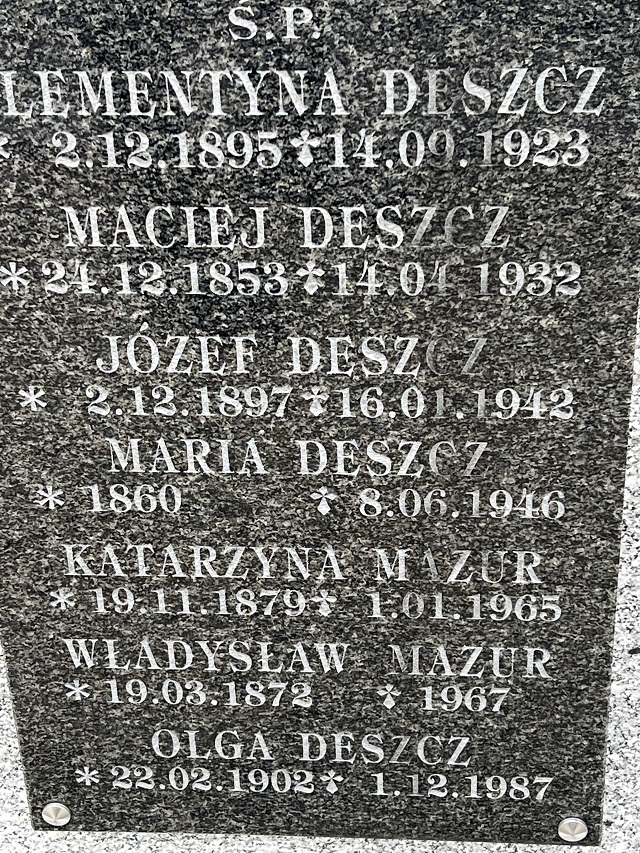 Ś.P.
LEMENTYNA DESZCZ
* 2.12.1895 ✝ 14.09.1923
MACIEJ DESZCZ
* 24.12.1853 ✝ 14.04.1932
JÓZEF DESZCZ
* 2.12.1897 ✝ 16.01.1942
MARIA DESZCZ
* 1860 ✝ 8.06.1946
KATARZYNA MAZUR
* 19.11.1879 ✝ 1.01.1965
WŁADYSŁAW MAZUR
* 19.03.1872 ✝ 1967
OLGA DESZCZ
* 22.02.1902 ✝ 1.12.1987